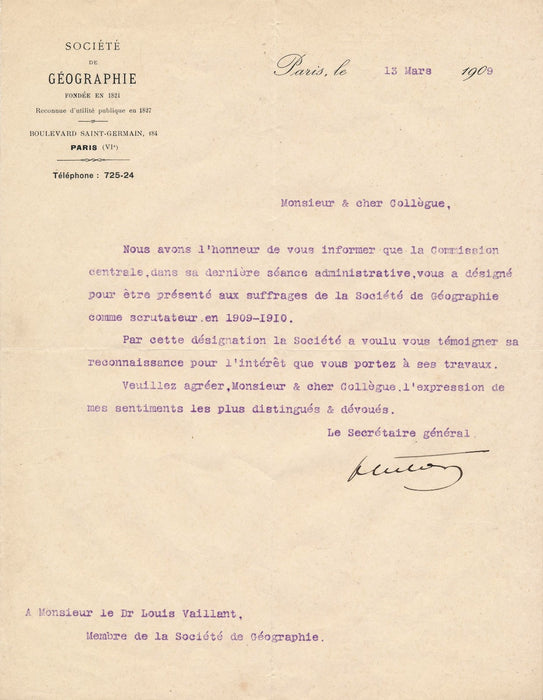 SOCIÉTÉ
DE
GÉOGRAPHIE
FONDÉE EN 1821
Reconnue d'utilité publique en 1827
BOULEVARD SAINT-GERMAIN, 184
PARIS (VIe)
Téléphone : 725-24
Paris, le 13 Mars 1909
Monsieur & cher Collègue,
Nous avons l'honneur de vous informer que la Commission
centrale,dans sa dernière séance administrative,vous a désigné
pour être présenté aux suffrages de la Société de Géographie
comme scrutateur en 1909-1910.
Par cette désignation la Société a voulu vous témoigner sa
reconnaissance pour l'intérêt que vous portez à ses travaux.
Veuillez agréer,Monsieur & cher Collègue,l'expression de
mes sentiments les plus distingués & dévoués.
Le Secrétaire général.
A Monsieur le Dr Louis Vaillant,
Membre de la Société de Géographie.